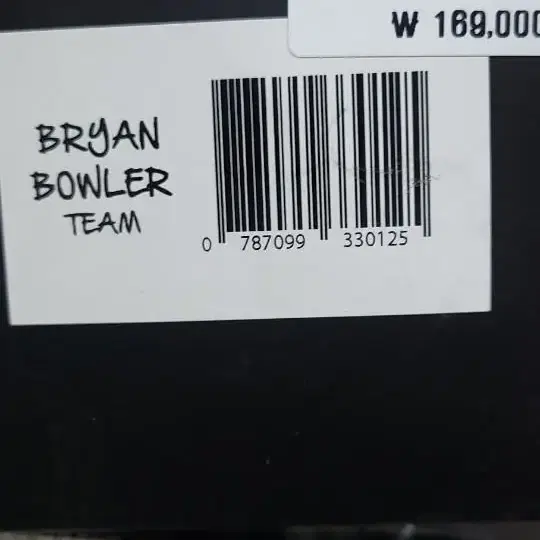 ₩ 169,000
BRYAN
BOWLER
TEAM
0 787099 330125